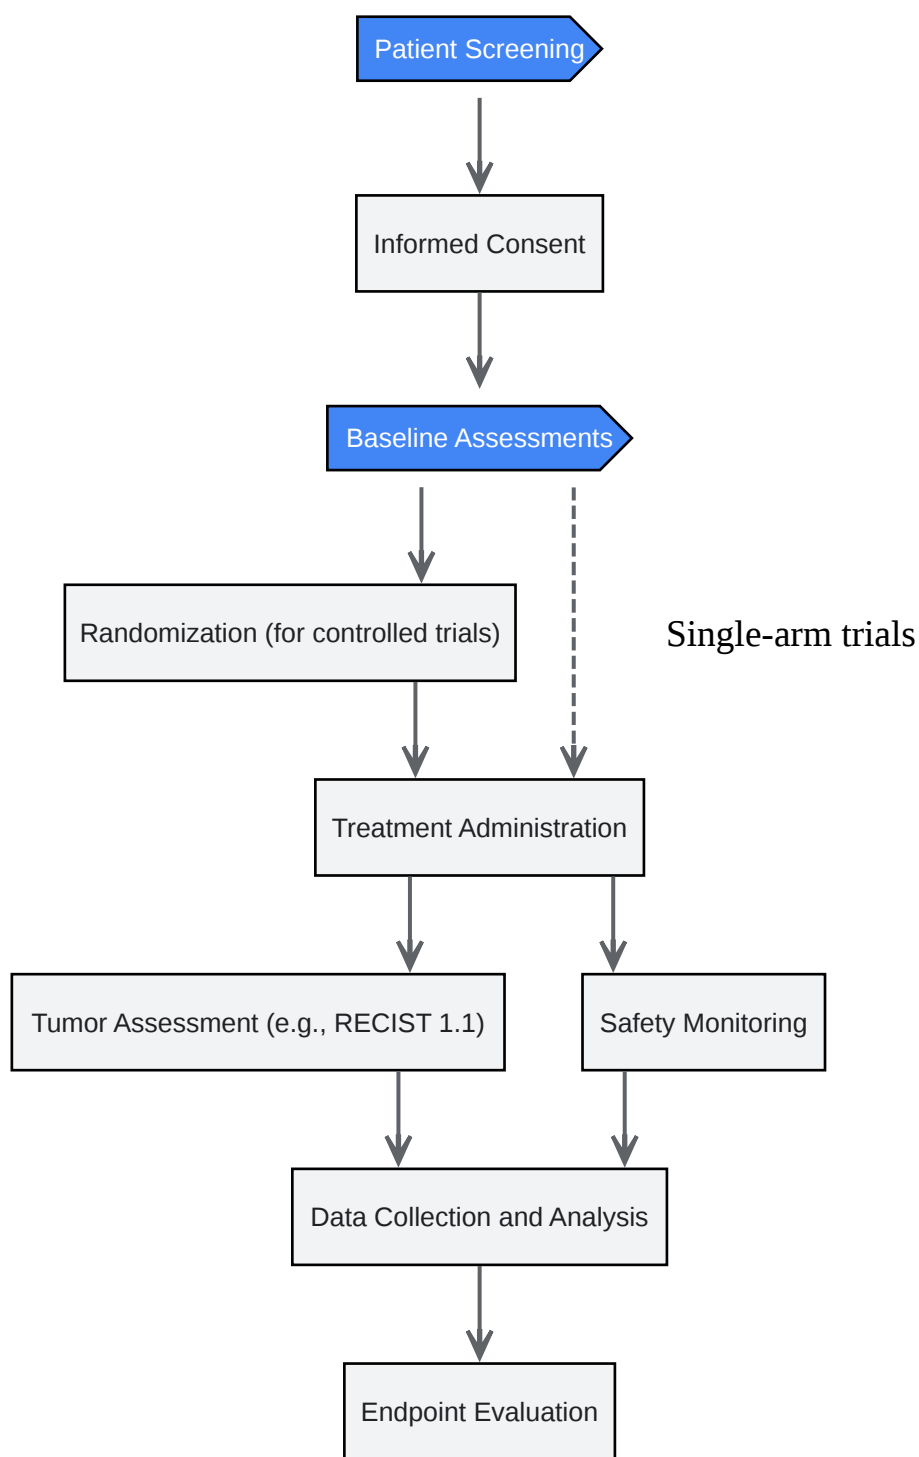 Patient Screening
Informed Consent
Baseline Assessments
Randomization (for controlled trials)
Single-arm trials
Treatment Administration
Tumor Assessment (e.g., RECIST 1.1)
Safety Monitoring
Data Collection and Analysis
Endpoint Evaluation